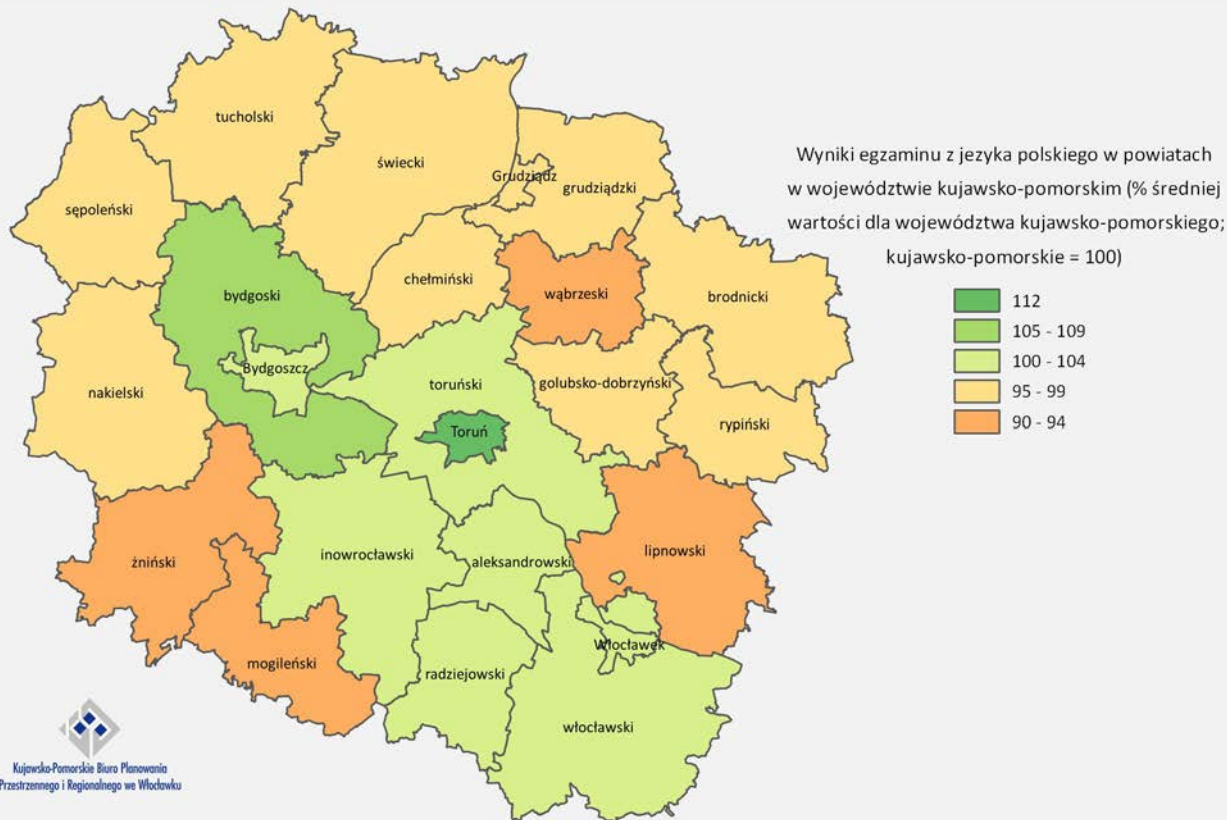 tucholski
świecki
Grudziądz
grudziądzki
sępoleński
chełmiński
wąbrzeski
brodnicki
bydgoski
Bydgoszcz
nakielski
toruński
golubsko-dobrzyński
rypiński
Toruń
żniński
inowrocławski
aleksandrowski
lipnowski
Włocławek
mogileński
radziejowski
włocławski
Wyniki egzaminu z jezyka polskiego w powiatach
w województwie kujawsko-pomorskim (% średniej
wartości dla województwa kujawsko-pomorskiego;
kujawsko-pomorskie = 100)
112
105 - 109
100 - 104
95 - 99
90 - 94
Kujawsko-Pomorskie Biuro Planowania
Przestrzennego i Regionalnego we Włocławku